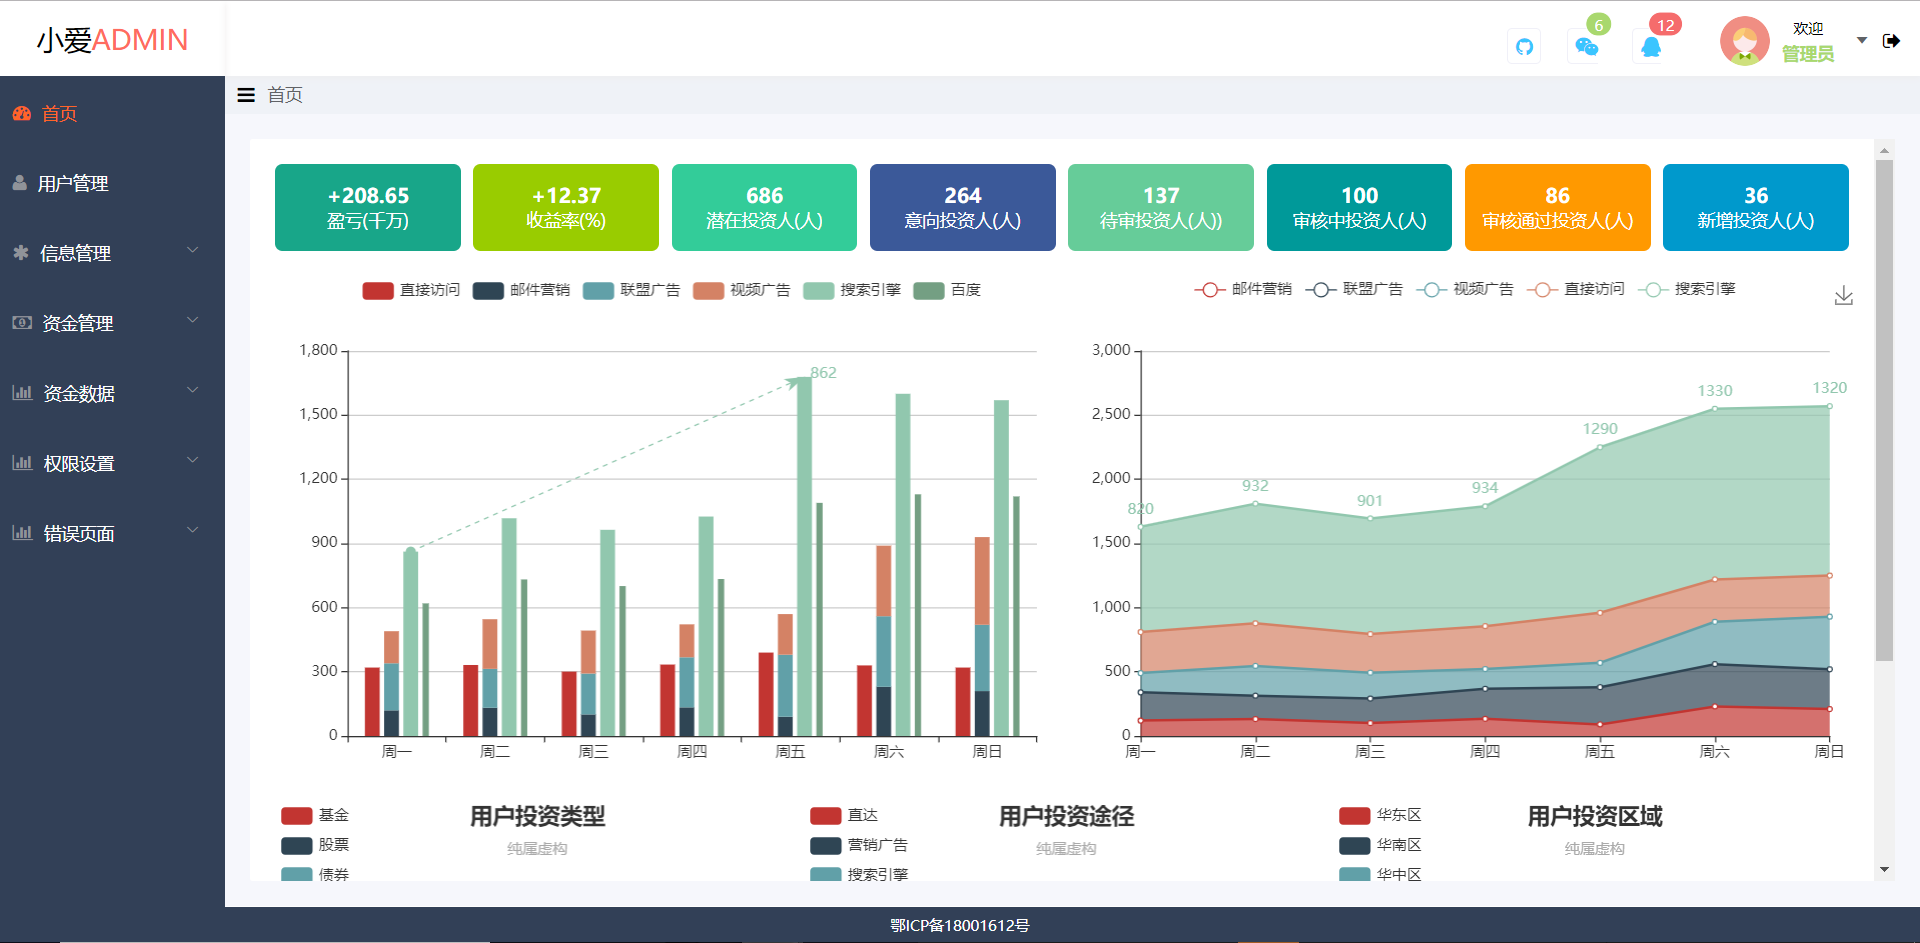 小爱ADMIN
6
12
欢迎
管理员
首页
首页
用户管理
信息管理
资金管理
资金数据
权限设置
错误页面
+208.65
盈亏(千万)
+12.37
收益率(%)
686
潜在投资人(人)
264
意向投资人(人)
137
待审投资人(人))
100
审核中投资人(人)
86
审核通过投资人(人)
36
新增投资人(人)
直接访问 邮件营销 联盟广告 视频广告 搜索引擎 百度
1,800
1,500
1,200
900
600
300
0
862
周一 周二 周三 周四 周五 周六 周日
邮件营销 联盟广告 视频广告 直接访问 搜索引擎
3,000
2,500
2,000
1,500
1,000
500
0
820 932 901 934 1290 1330 1320
周一 周二 周三 周四 周五 周六 周日
基金
股票
债券
用户投资类型
纯属虚构
直达
营销广告
搜索引擎
用户投资途径
纯属虚构
华东区
华南区
华中区
用户投资区域
纯属虚构
鄂ICP备18001612号